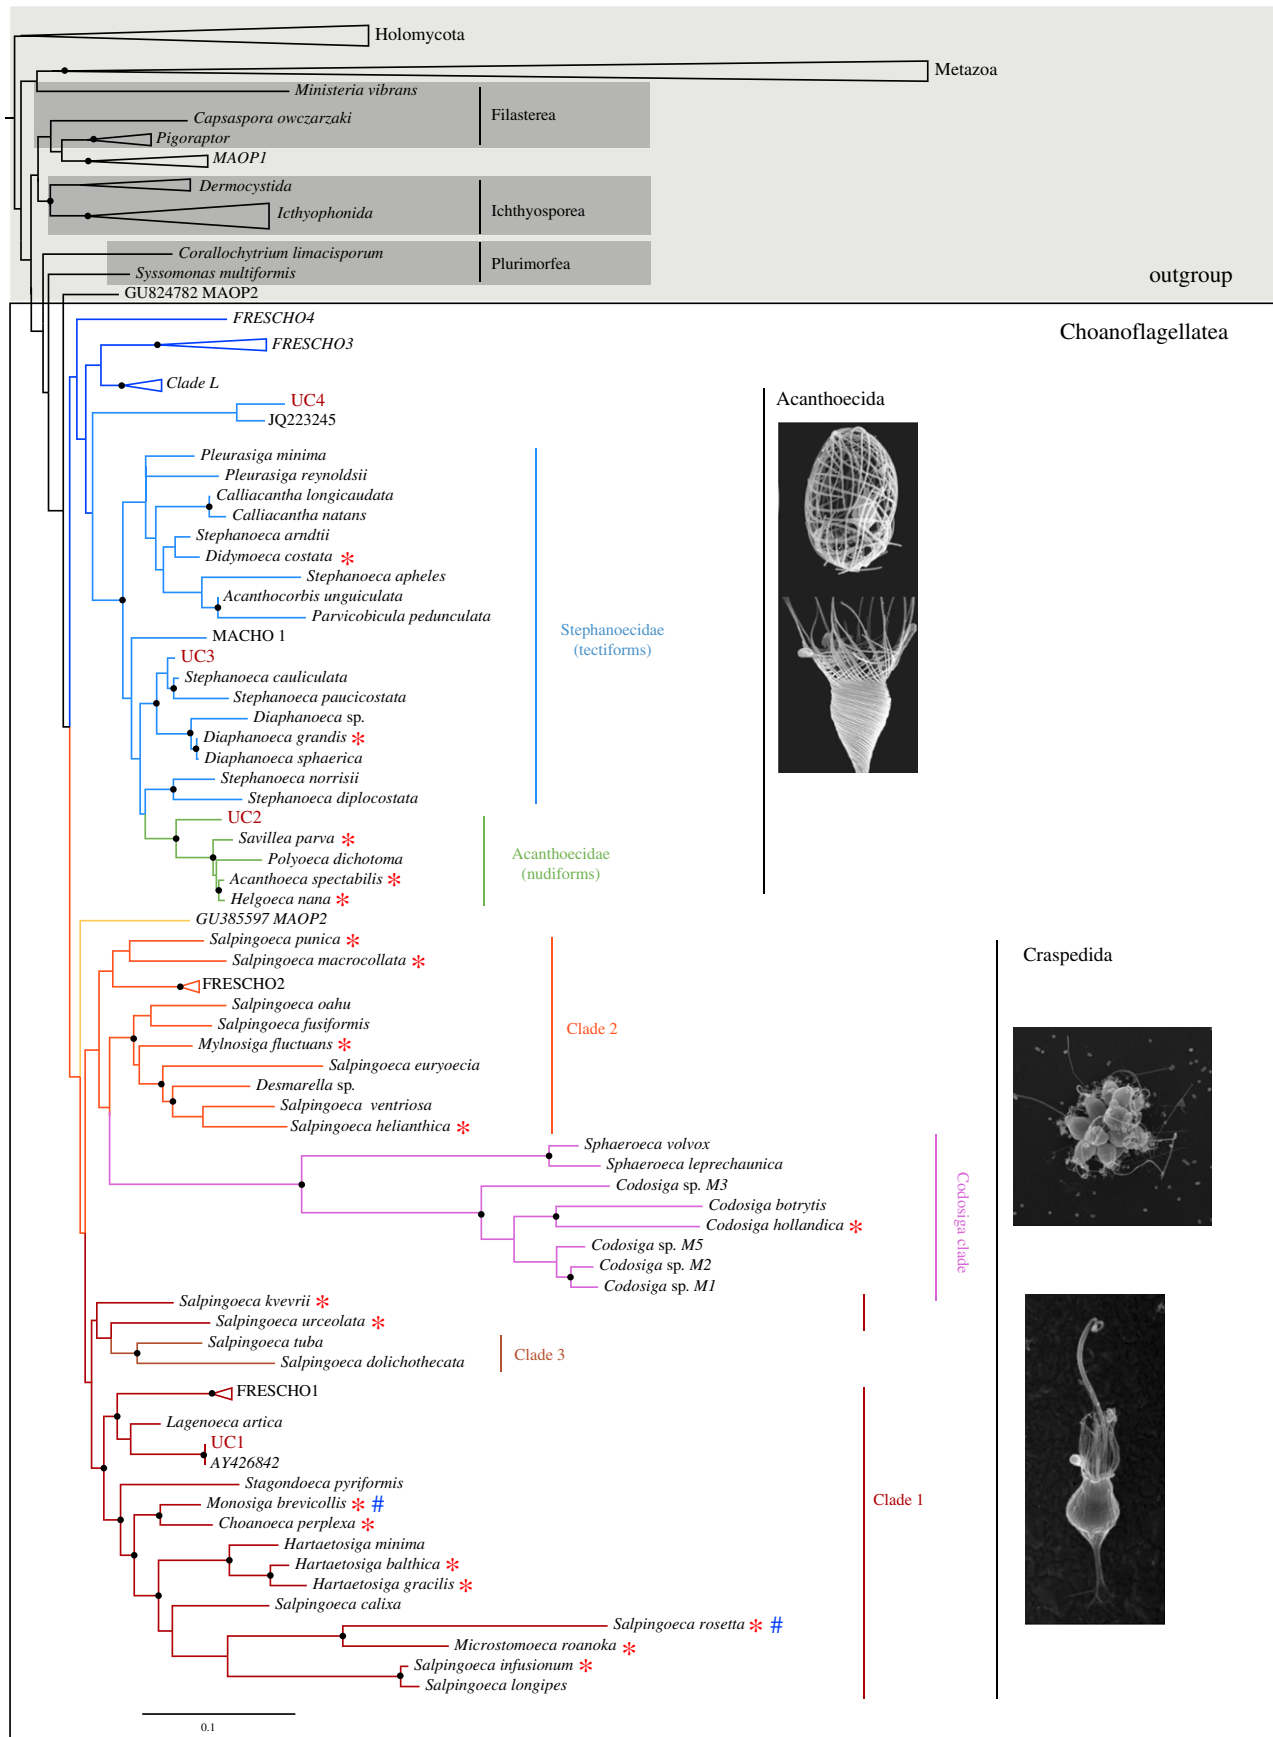 Holomycota
Metazoa
Ministeria vibrans
Filasterea
Capsaspora owczarzaki
Pigoraptor
MAOP1
Dermocystida
Icthyophonida
Ichthyosporea
Corallochytrium limacisporum
Plurimorfea
Syssomonas multiformis
outgroup
GU824782 MAOP2
FRESCHO4
Choanoflagellatea
FRESCHO3
Clade L
UC4
Acanthoecida
JQ223245
Pleurasiga minima
Pleurasiga reynoldsii
Calliacantha longicaudata
Calliacantha natans
Stephanoeca arndtii
Didymoeca costata *
Stephanoeca apheles
Acanthocorbis unguiculata
Parvicobicula pedunculata
Stephanoecidae
(tectiforms)
MACHO 1
UC3
Stephanoeca cauliculata
Stephanoeca paucicostata
Diaphanoeca sp.
Diaphanoeca grandis *
Diaphanoeca sphaerica
Stephanoeca norrisii
Stephanoeca diplocostata
UC2
Savillea parva *
Polyoeca dichotoma
Acanthoecidae
(nudiforms)
Acanthoeca spectabilis *
Helgoeca nana *
GU385597 MAOP2
Salpingoeca punica *
Salpingoeca macrocollata *
Craspedida
FRESCHO2
Salpingoeca oahu
Salpingoeca fusiformis
Clade 2
Mylnosiga fluctuans *
Salpingoeca euryoecia
Desmarella sp.
Salpingoeca ventriosa
Salpingoeca helianthica *
Sphaeroeca volvox
Sphaeroeca leprechaunica
Codosiga sp. M3
Codosiga botrytis
Codosiga hollandica *
Codosiga clade
Codosiga sp. M5
Codosiga sp. M2
Codosiga sp. M1
Salpingoeca kvevrii *
Salpingoeca urceolata *
Salpingoeca tuba
Clade 3
Salpingoeca dolichothecata
FRESCHO1
Lagenoeca artica
UC1
AY426842
Stagondoeca pyriformis
Clade 1
Monosiga brevicollis * #
Choanoeca perplexa *
Hartaetosiga minima
Hartaetosiga balthica *
Hartaetosiga gracilis *
Salpingoeca calixa
Salpingoeca rosetta * #
Microstomoeca roanoka *
Salpingoeca infusionum *
Salpingoeca longipes
0.1